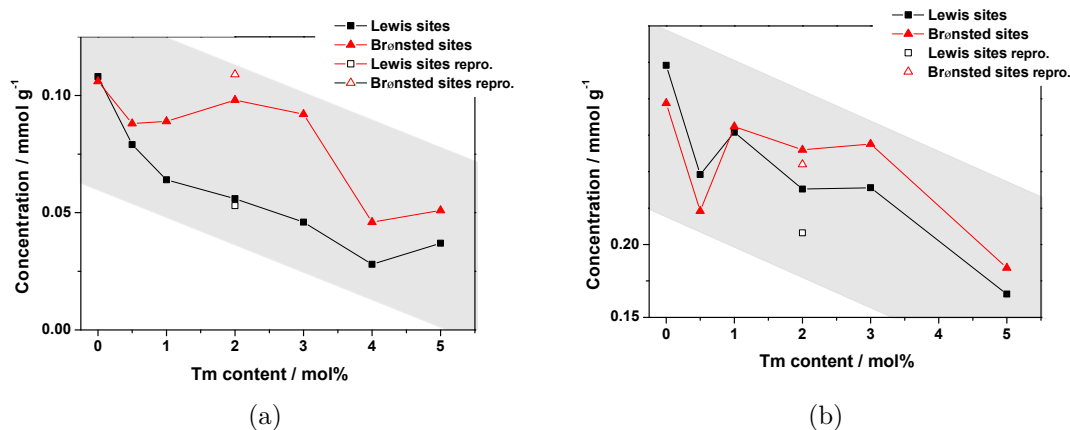 Lewis sites
Brønsted sites
Lewis sites repro.
Brønsted sites repro.
0.10
0.05
0.00
Concentration / mmol g-1
0 1 2 3 4 5
Tm content / mol%
(a)
Lewis sites
Brønsted sites
Lewis sites repro.
Brønsted sites repro.
0.20
0.15
Concentration / mmol g-1
0 1 2 3 4 5
Tm content / mol%
(b)